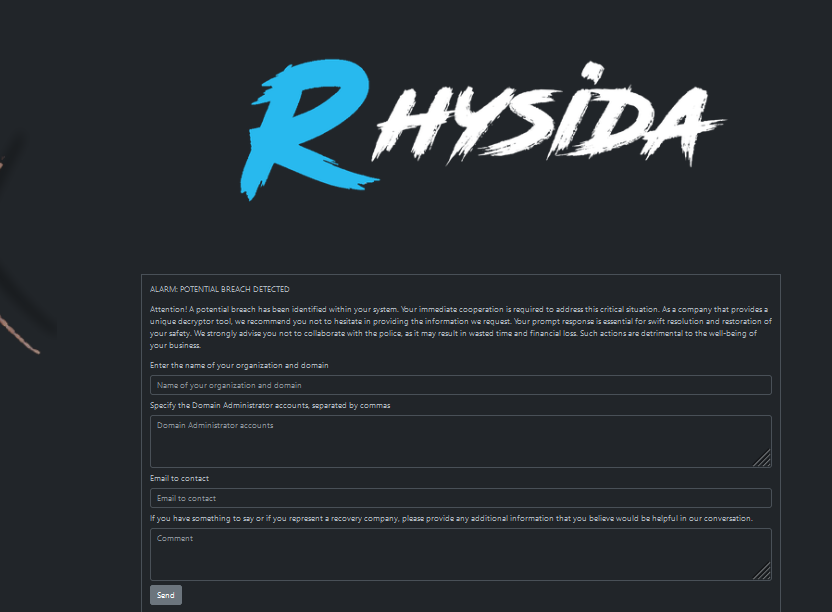 RHYSIDA
ALARM: POTENTIAL BREACH DETECTED
Attention! A potential breach has been identified within your system. Your immediate cooperation is required to address this critical situation. As a company that provides a
unique decryptor tool, we recommend you not to hesitate in providing the information we request. Your prompt response is essential for swift resolution and restoration of
your safety. We strongly advise you not to collaborate with the police, as it may result in wasted time and financial loss. Such actions are detrimental to the well-being of
your business.
Enter the name of your organization and domain
Name of your organization and domain
Specify the Domain Administrator accounts, separated by commas
Domain Administrator accounts
Email to contact
Email to contact
If you have something to say or if you represent a recovery company, please provide any additional information that you believe would be helpful in our conversation.
Comment
Send